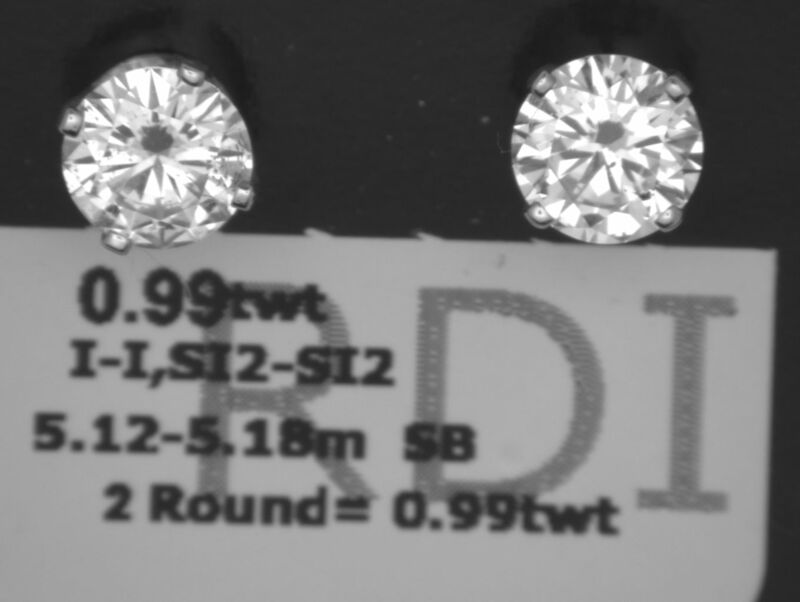 RDI
0.99twt
I-I,SI2-SI2
5.12-5.18m SB
2 Round= 0.99twt